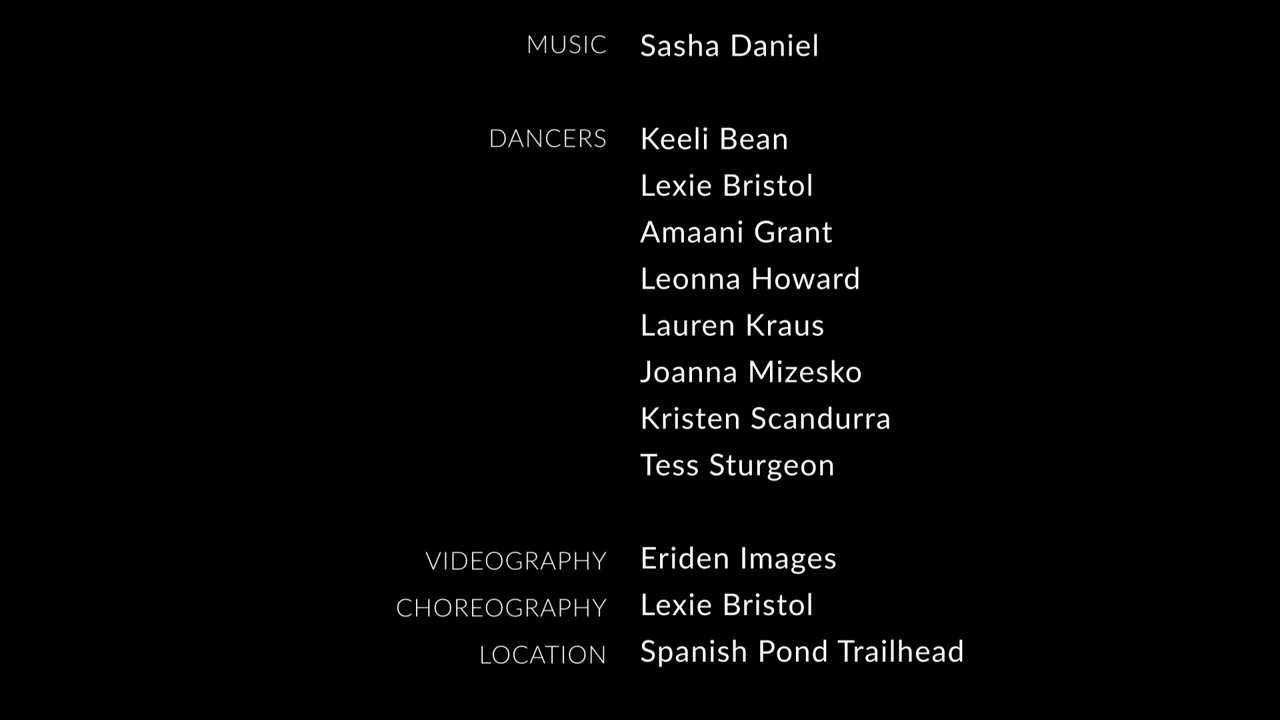 MUSIC Sasha Daniel
DANCERS Keeli Bean
Lexie Bristol
Amaani Grant
Leonna Howard
Lauren Kraus
Joanna Mizesko
Kristen Scandurra
Tess Sturgeon
VIDEOGRAPHY Eriden Images
CHOREOGRAPHY Lexie Bristol
LOCATION Spanish Pond Trailhead